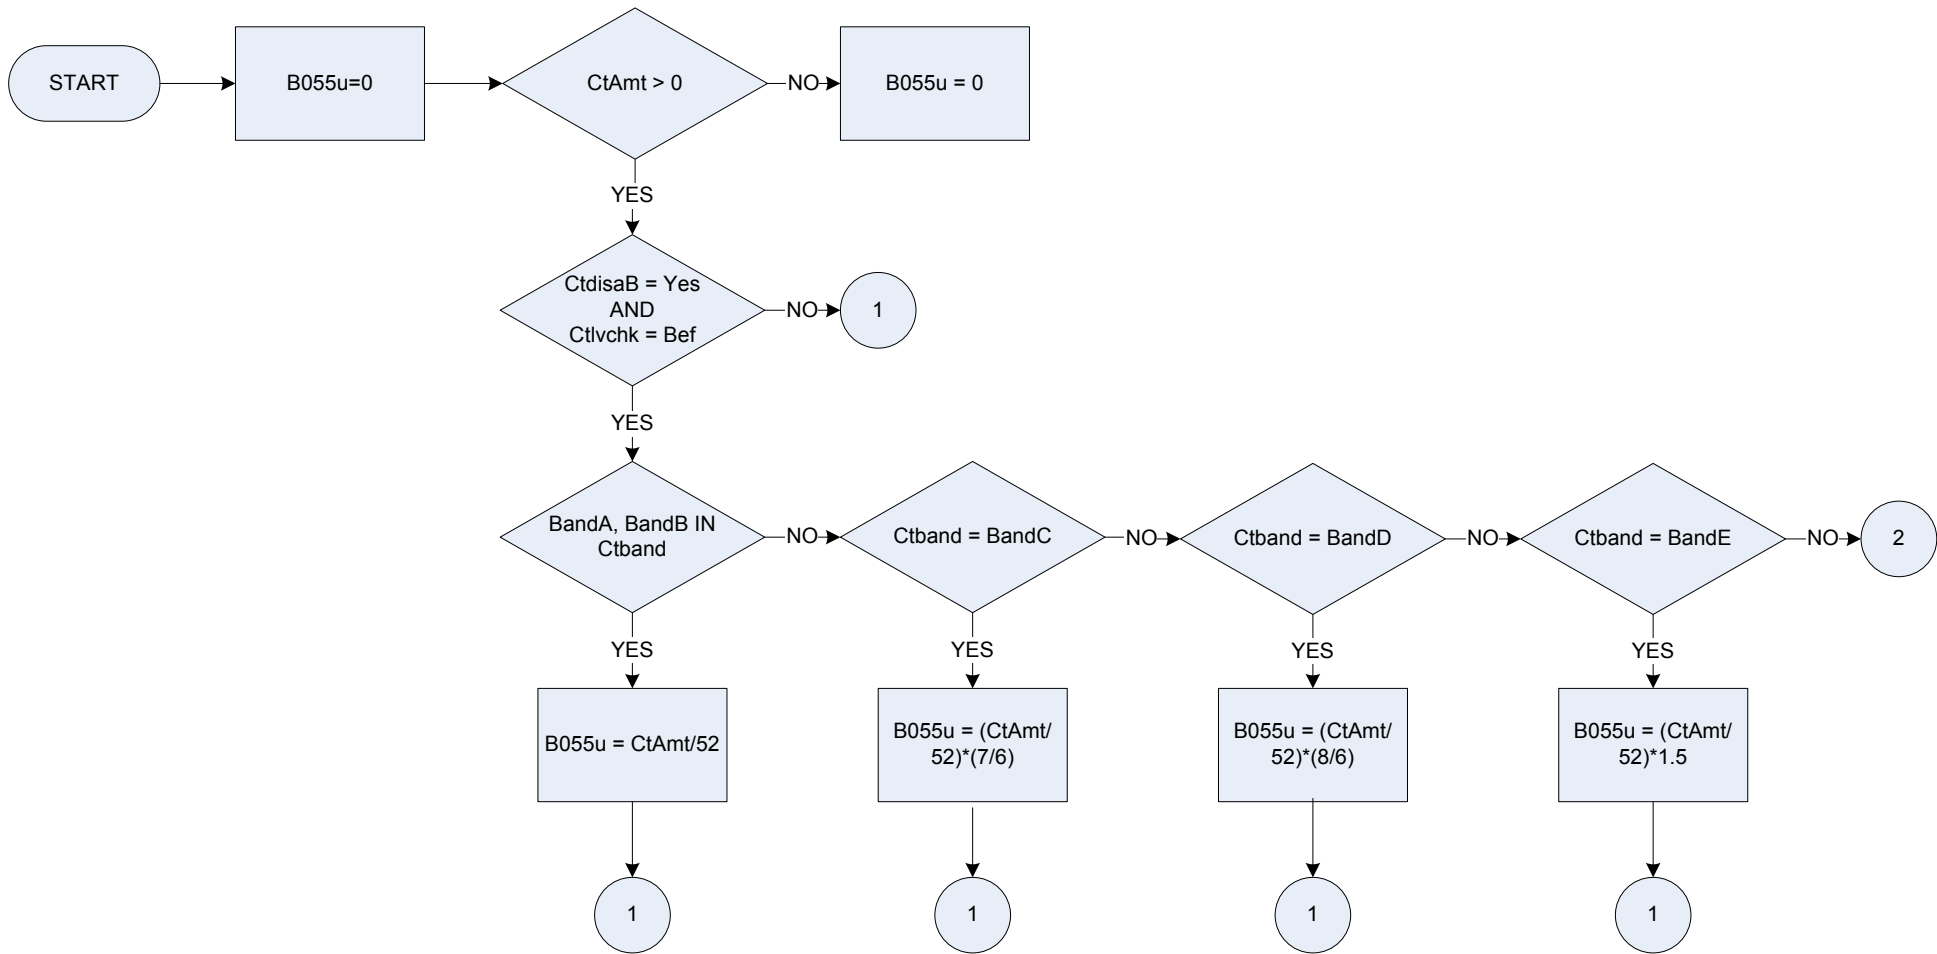 START
B055u=0
CtAmt > 0
NO
B055u = 0
YES
CtdisaB = Yes
AND
Ctlvchk = Bef
NO
1
YES
BandA, BandB IN
Ctband
NO
Ctband = BandC
NO
Ctband = BandD
NO
Ctband = BandE
NO
2
YES
YES
YES
YES
B055u = CtAmt/52
B055u = (CtAmt/
52)*(7/6)
B055u = (CtAmt/
52)*(8/6)
B055u = (CtAmt/
52)*1.5
1
1
1
1